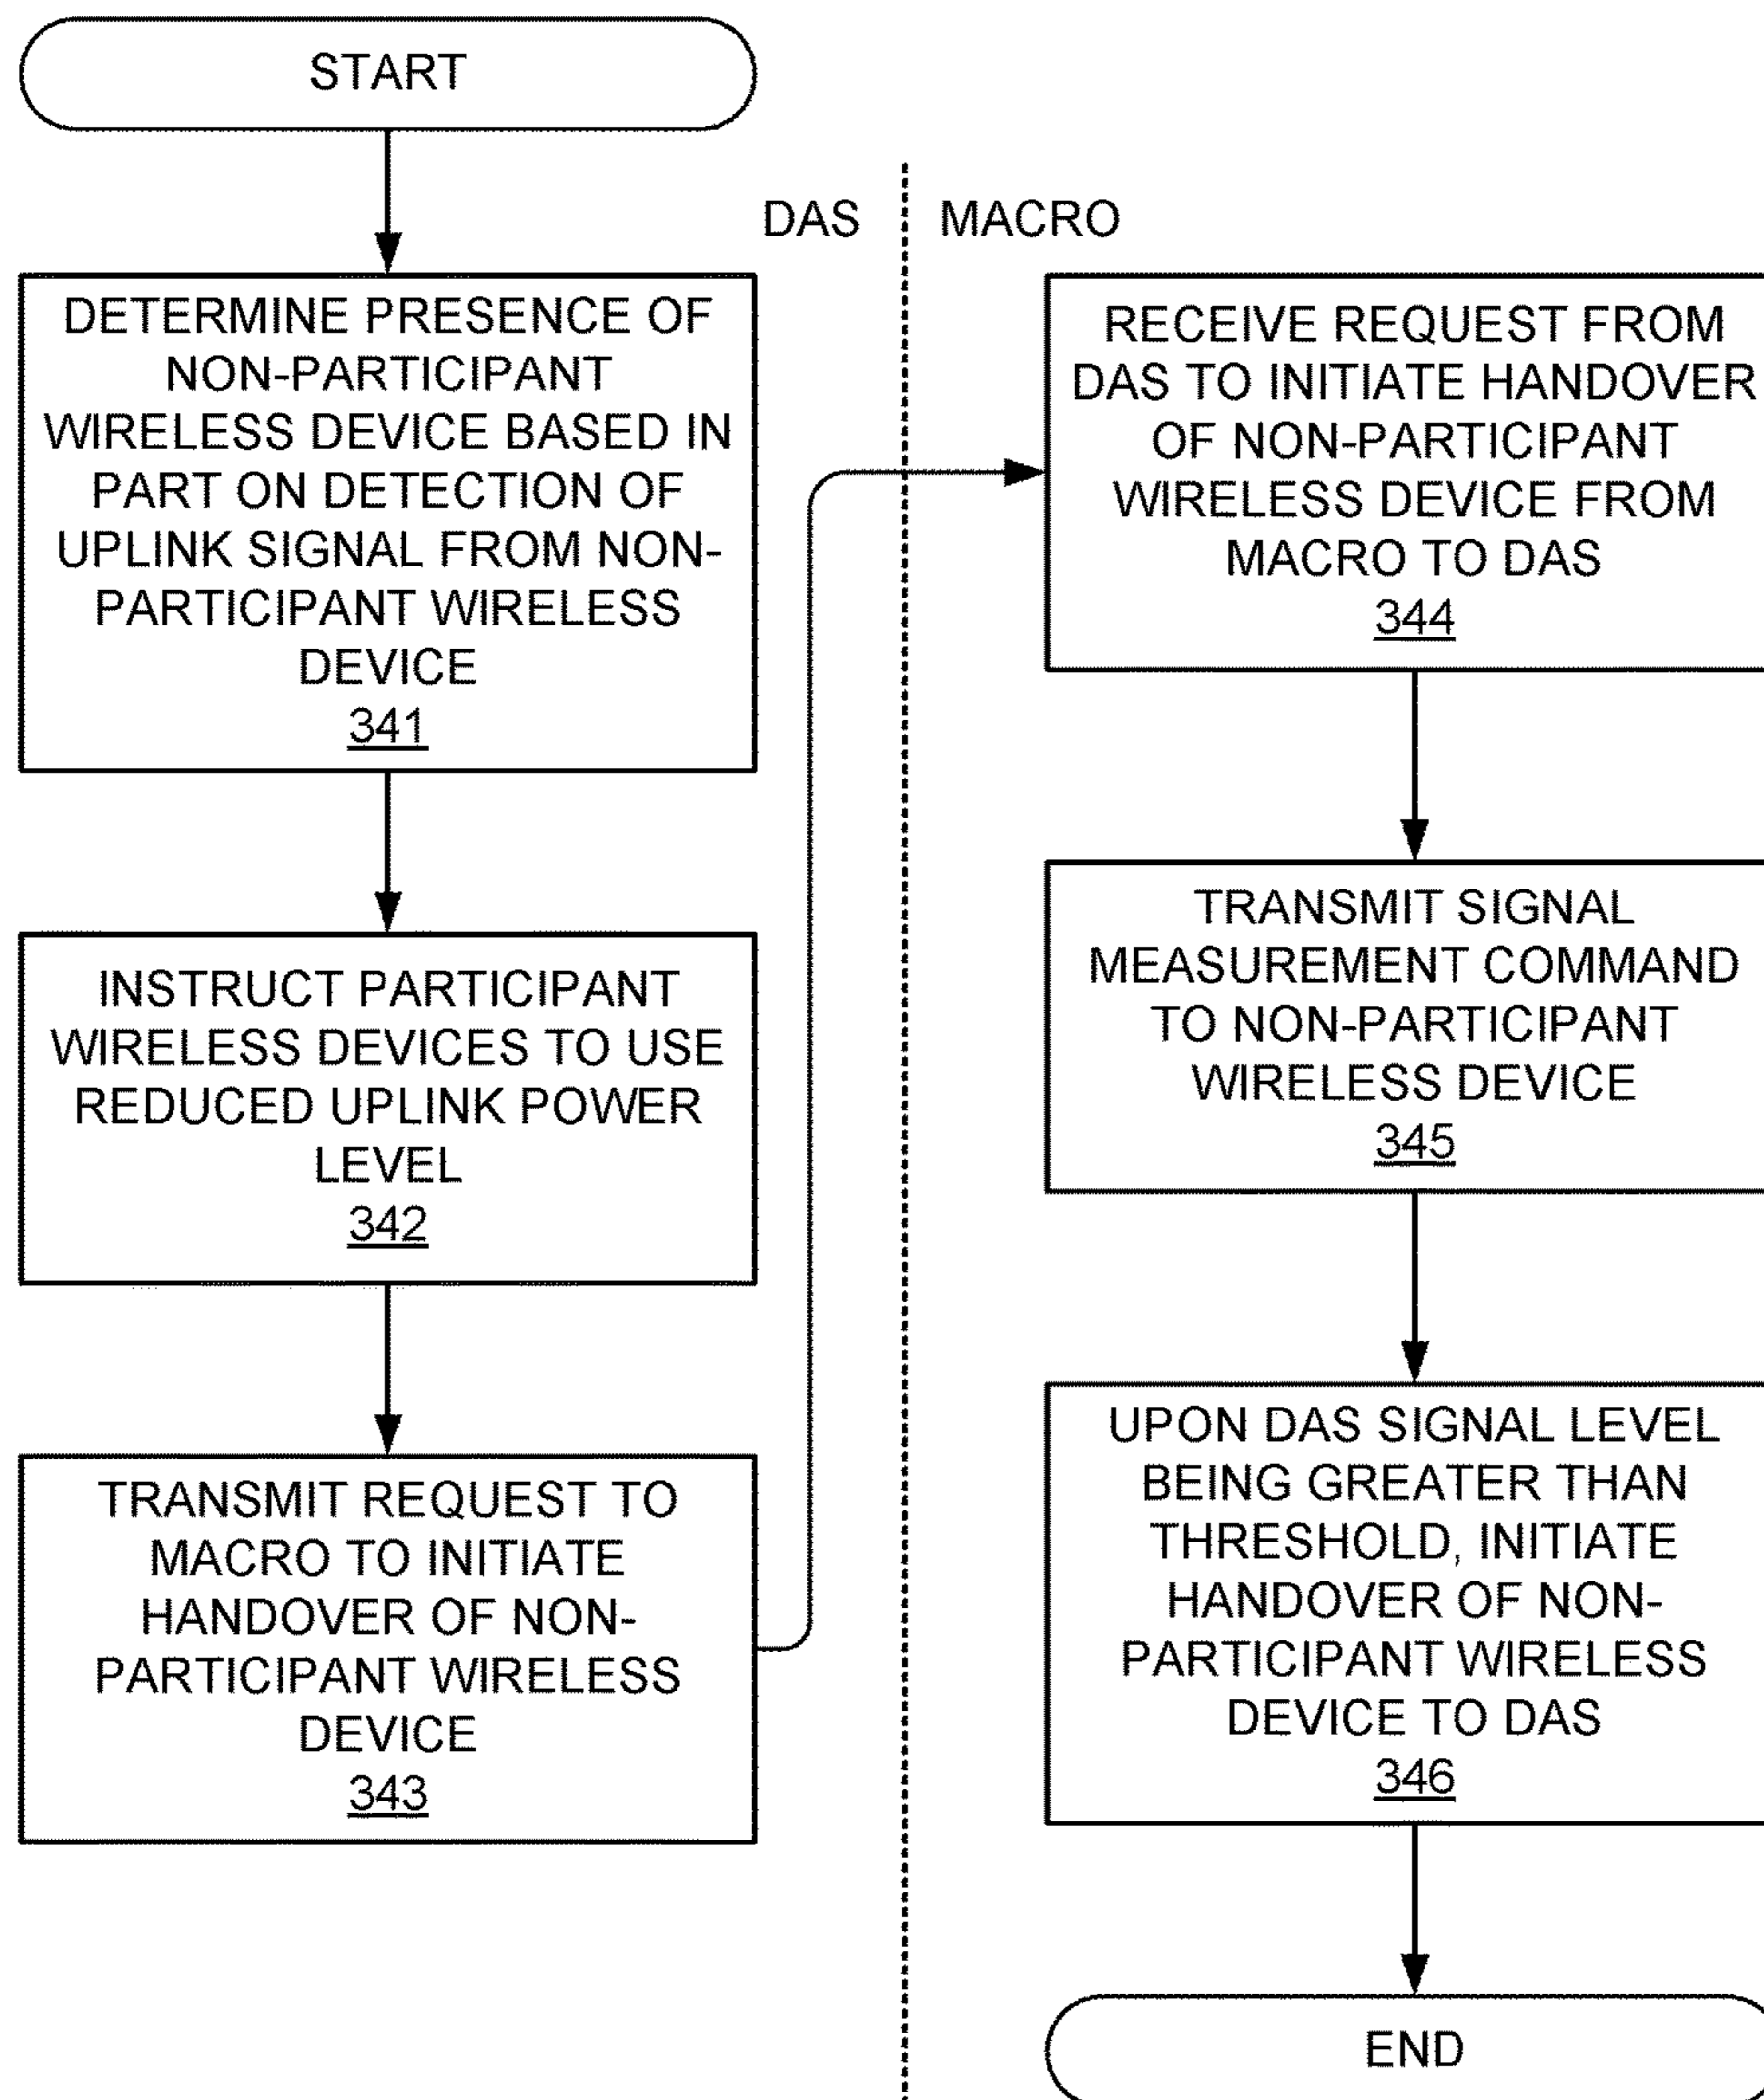 START
DAS
MACRO
DETERMINE PRESENCE OF
NON-PARTICIPANT
WIRELESS DEVICE BASED IN
PART ON DETECTION OF
UPLINK SIGNAL FROM NON-
PARTICIPANT WIRELESS
DEVICE
341
INSTRUCT PARTICIPANT
WIRELESS DEVICES TO USE
REDUCED UPLINK POWER
LEVEL
342
TRANSMIT REQUEST TO
MACRO TO INITIATE
HANDOVER OF NON-
PARTICIPANT WIRELESS
DEVICE
343
RECEIVE REQUEST FROM
DAS TO INITIATE HANDOVER
OF NON-PARTICIPANT
WIRELESS DEVICE FROM
MACRO TO DAS
344
TRANSMIT SIGNAL
MEASUREMENT COMMAND
TO NON-PARTICIPANT
WIRELESS DEVICE
345
UPON DAS SIGNAL LEVEL
BEING GREATER THAN
THRESHOLD, INITIATE
HANDOVER OF NON-
PARTICIPANT WIRELESS
DEVICE TO DAS
346
END